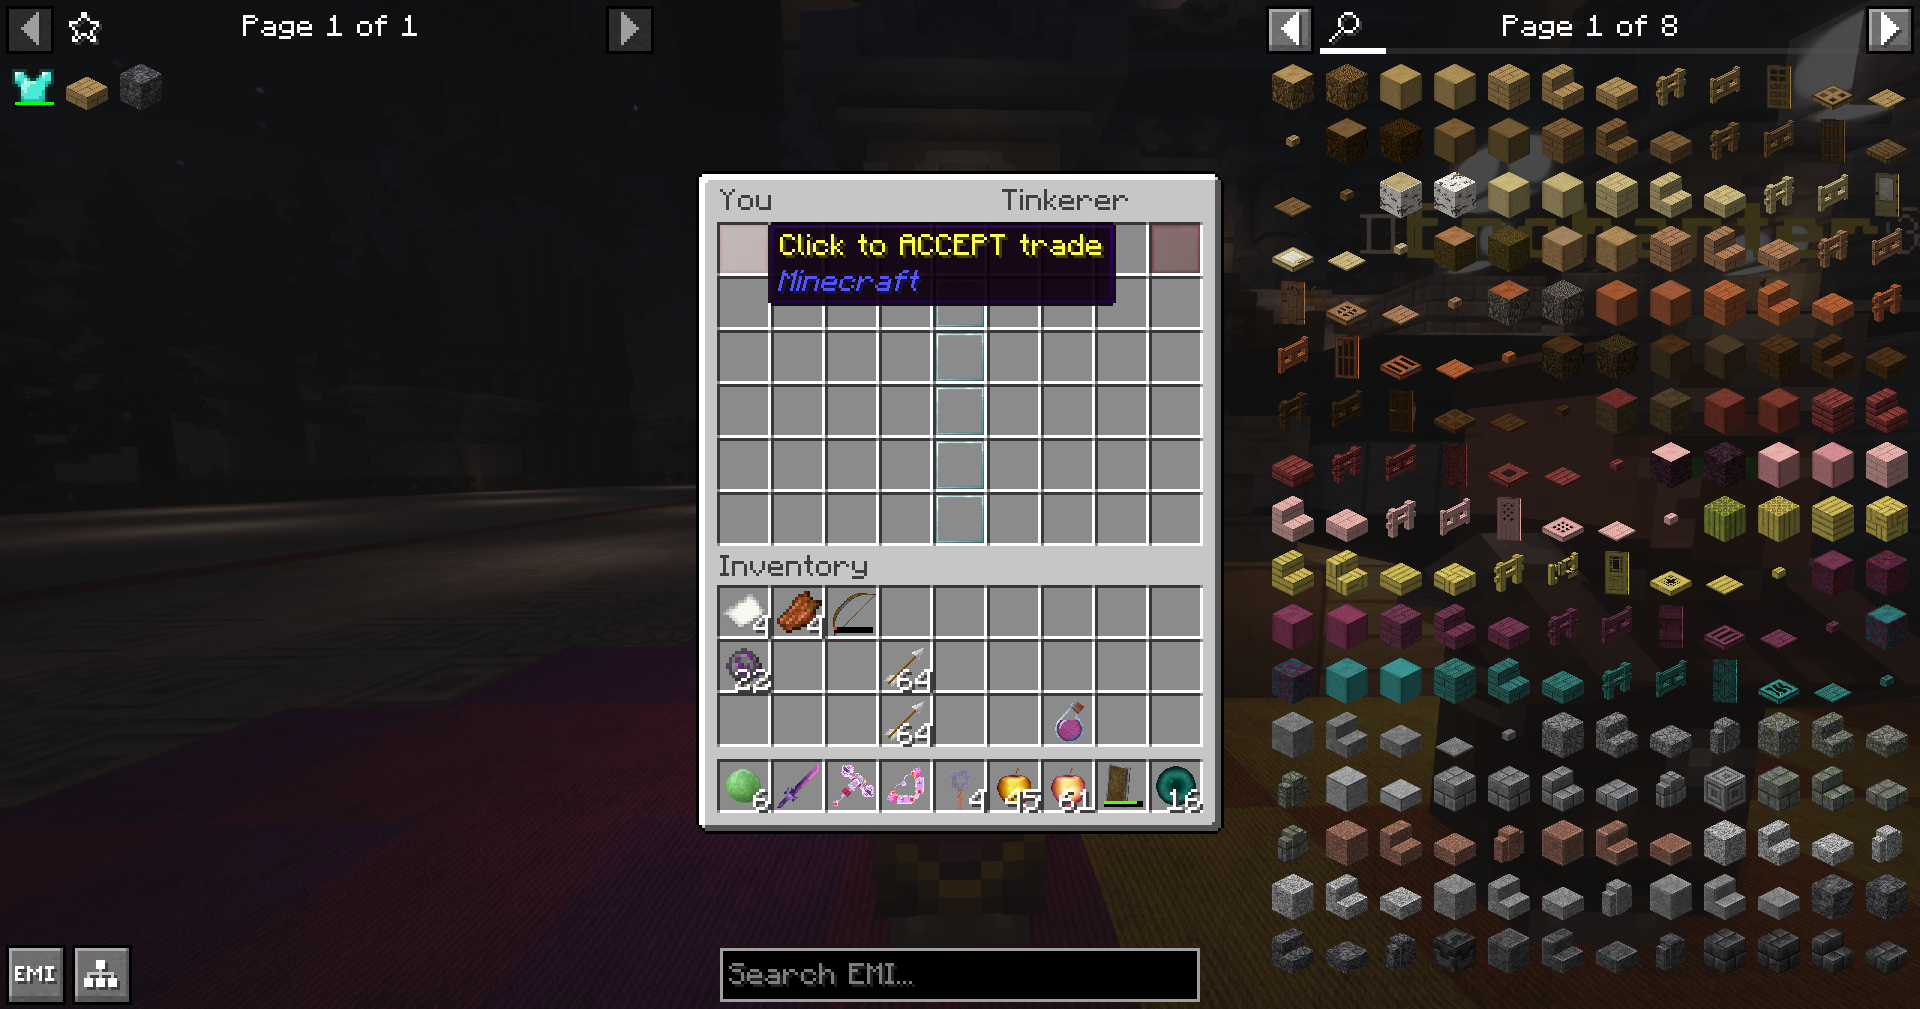 Page 1 of 1
Page 1 of 8
You
Tinkerer
Click to ACCEPT trade
Minecraft
Inventory
4
4
22
64
64
6
4
45
61
16
EMI
Search EMI...